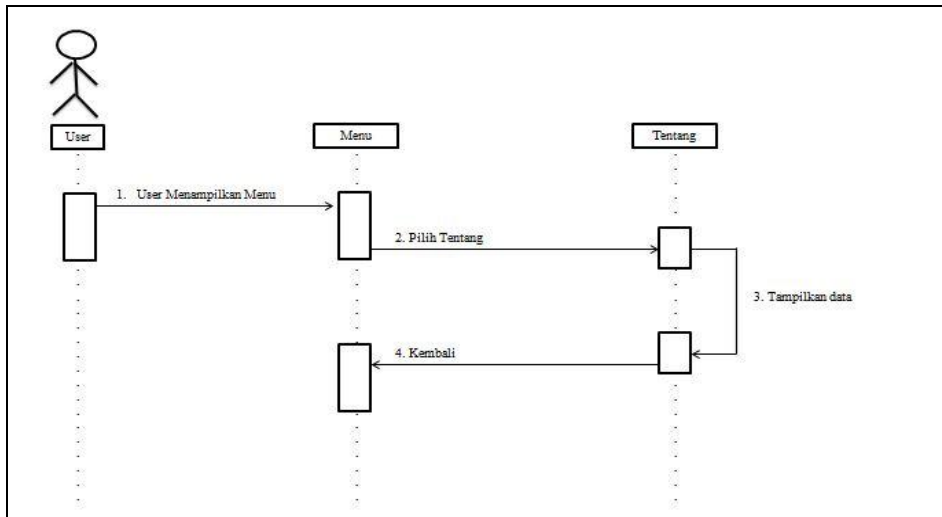 User
Menu
Tentang
1. User Menampilkan Menu
2. Pilih Tentang
3. Tampilkan data
4. Kembali